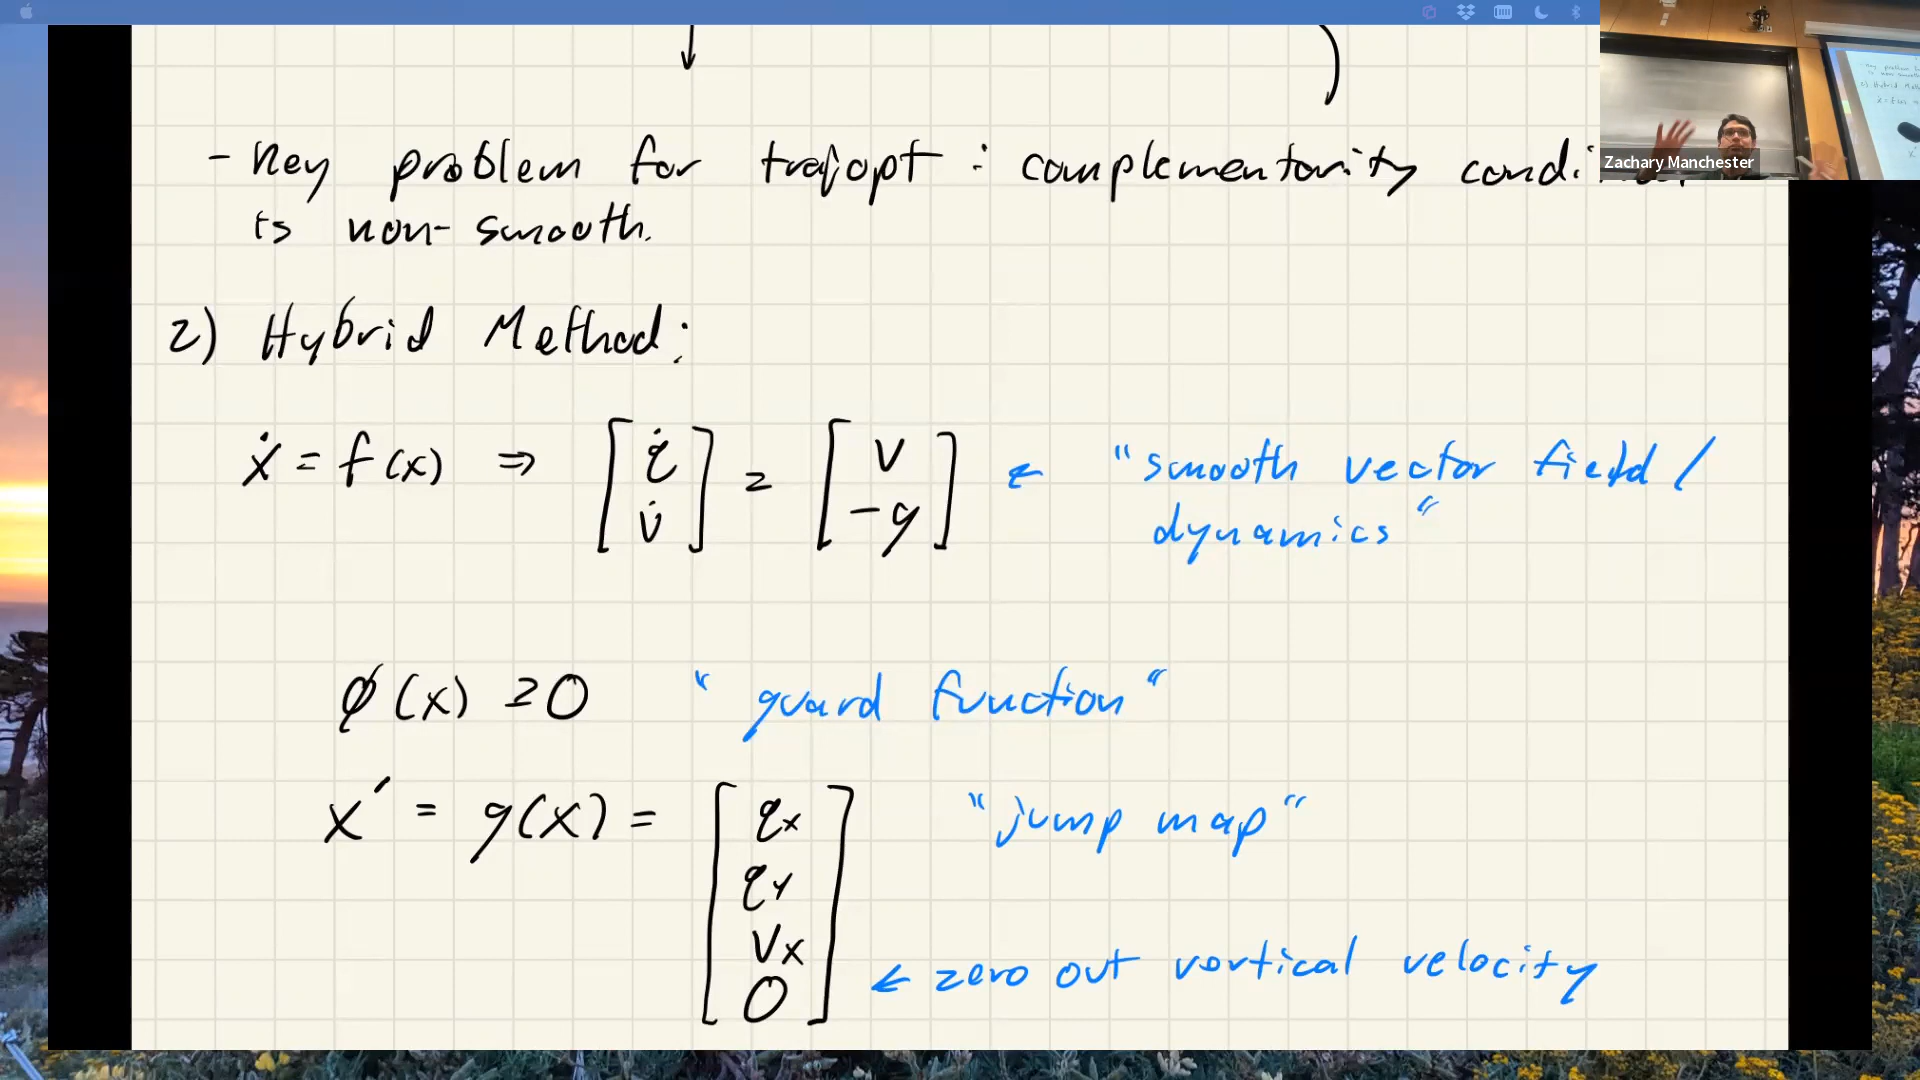 - Key problem for trajopt : complementarity condi
is non-smooth.
2) Hybrid Method:
ẋ = f(x) ⇒ [q̇ v̇] = [v -g] ← "smooth vector field /
dynamics"
ϕ(x) ≥ 0 "guard function"
x' = g(x) = [qx qy vx 0] "jump map"
← zero out vertical velocity
Zachary Manchester